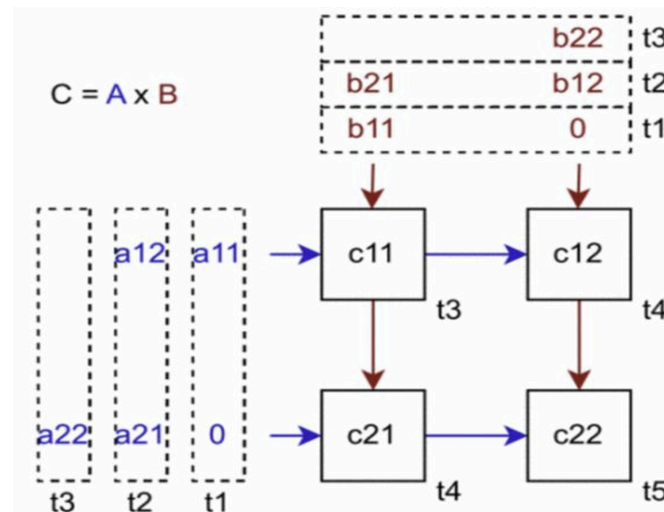 b22 t3
C = A x B
b21 b12 t2
b11 0 t1
a12 a11
c11 c12
t3 t4
a22 a21 0
c21 c22
t3 t2 t1
t4 t5